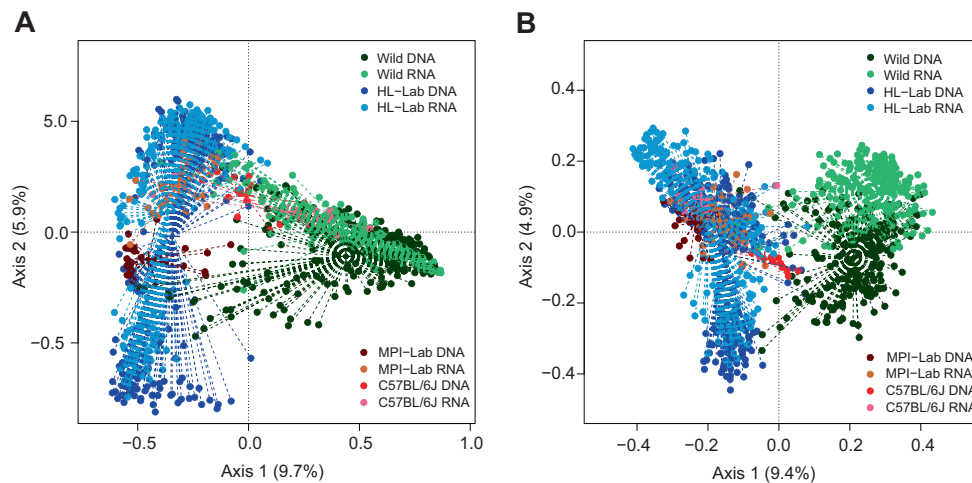 A
Wild DNA
Wild RNA
HL−Lab DNA
HL−Lab RNA
5.0
0.0
−0.5
Axis 2 (5.9%)
MPI−Lab DNA
MPI−Lab RNA
C57BL/6J DNA
C57BL/6J RNA
−0.5
0.0
0.5
1.0
Axis 1 (9.7%)
B
Wild DNA
Wild RNA
HL−Lab DNA
HL−Lab RNA
0.4
0.2
0.0
−0.2
−0.4
Axis 2 (4.9%)
MPI−Lab DNA
MPI−Lab RNA
C57BL/6J DNA
C57BL/6J RNA
−0.4
−0.2
0.0
0.2
0.4
Axis 1 (9.4%)